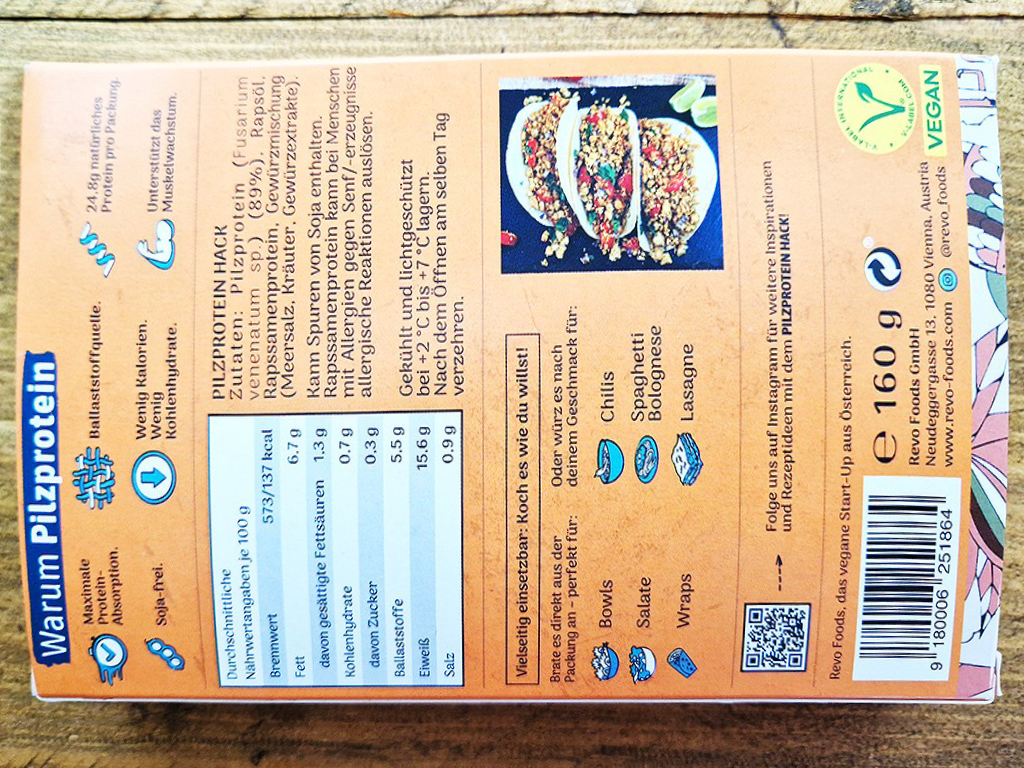 Warum Pilzprotein
Maximale
Protein-
Absorption.
Ballaststoffquelle.
24,8g natürliches
Protein pro Packung.
Soja-frei.
Wenig Kalorien.
Wenig
Kohlenhydrate.
Unterstützt das
Muskelwachstum.
Durchschnittliche
Nährwertangaben je 100 g
Brennwert 573/137 kcal
Fett 6.7 g
davon gesättigte Fettsäuren 1.3 g
Kohlenhydrate 0.7 g
davon Zucker 0.3 g
Ballaststoffe 5.5 g
Eiweiß 15.6 g
Salz 0.9 g
PILZPROTEIN HACK
Zutaten: Pilzprotein (Fusarium
venenatum sp.) (89%), Rapsöl,
Rapssamenprotein, Gewürzmischung
(Meersalz, Kräuter, Gewürzextrakte).
Kann Spuren von Soja enthalten.
Rapssamenprotein kann bei Menschen
mit Allergien gegen Senf/-erzeugnisse
allergische Reaktionen auslösen.
Gekühlt und lichtgeschützt
bei +2 °C bis +7 °C lagern.
Nach dem Öffnen am selben Tag
verzehren.
Vielseitig einsetzbar: Koch es wie du willst!
Brate es direkt aus der
Packung an – perfekt für:
Bowls
Salate
Wraps
Oder würz es nach
deinem Geschmack für:
Chilis
Spaghetti
Bolognese
Lassagne
Folge uns auf Instagram für weitere Inspirationen
und Rezeptideen mit dem PILZPROTEIN HACK!
Revo Foods, das vegane Start-Up aus Österreich.
9 180006 251864
e 160 g
Revo Foods GmbH
Neudeggergasse 13, 1080 Vienna, Austria
www.revo-foods.com @revo_foods
V-LABEL INTERNATIONAL
V-LABEL.COM
VEGAN